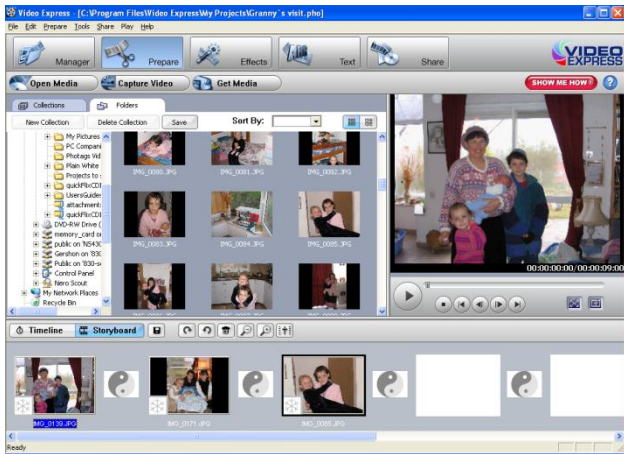 Video Express - [C:\Program Files\Video Express\My Projects\Granny`s visit.pho]
File Edit Prepare Tools Share Play Help
Manager Prepare Effects Text Share
VIDEO EXPRESS
Open Media Capture Video Get Media
SHOW ME HOW ?
Collections Folders
New Collection Delete Collection Save Sort By:
My Pictures
PC Compani
Photags Vid
Plain White
Projects to
quickFlixCD
UsersGuides
attachment
quickFlixCD
DVD-RW Drive (
memory_card on
public on 'NS430
Gershon on '830
Public on '830-s
Control Panel
Nero Scout
My Network Places
Recycle Bin
IMG_0080.JPG IMG_0081.JPG IMG_0082.JPG
IMG_0083.JPG IMG_0084.JPG IMG_0085.JPG
00:00:00:00/00:00:09:00
Timeline Storyboard
IMG_0139.JPG IMG_0171.JPG IMG_0085.JPG
Ready